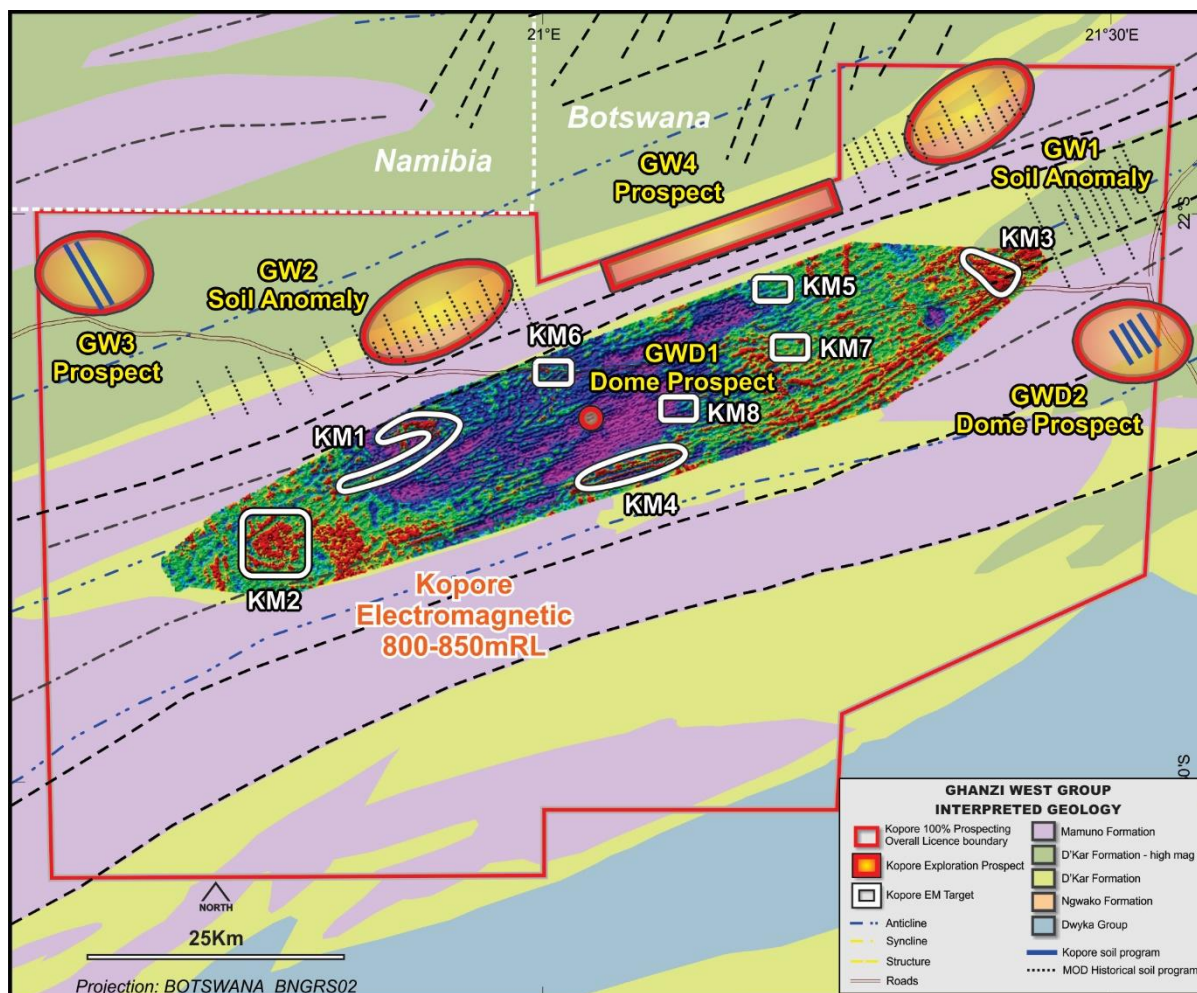 21°E
21°30'E
Botswana
Namibia
GW4
Prospect
GW1
Soil Anomaly
22°S
KM3
GW2
Soil Anomaly
GW3
Prospect
KM5
KM6
GWD1
Dome Prospect
KM7
KM8
GWD2
Dome Prospect
KM1
KM4
KM2
Kopore
Electromagnetic
800-850mRL
0'S
NORTH
25Km
Projection: BOTSWANA_BNGRS02
GHANZI WEST GROUP
INTERPRETED GEOLOGY
Kopore 100% Prospecting
Overall Licence boundary
Kopore Exploration Prospect
Kopore EM Target
Anticline
Syncline
Structure
Roads
Mamuno Formation
D'Kar Formation - high mag
D'Kar Formation
Ngwako Formation
Dwyka Group
Kopore soil program
MOD Historical soil program